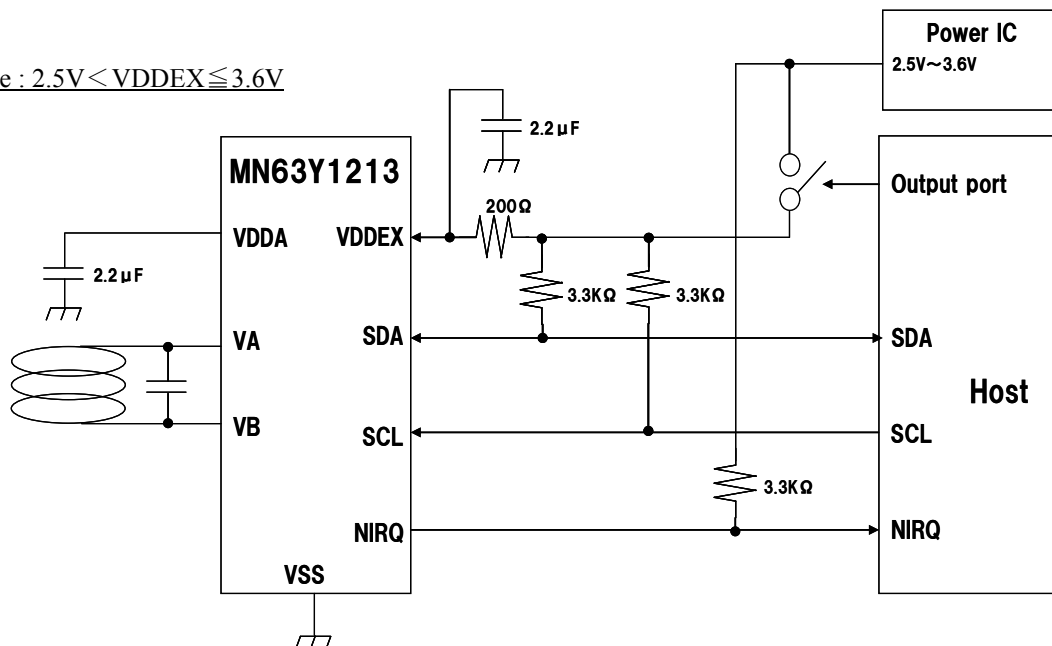 Power IC
2.5V~3.6V
e : 2.5V<VDDEX≦3.6V
2.2μF
MN63Y1213
Output port
200Ω
VDDA
VDDEX
2.2μF
3.3KΩ
3.3KΩ
VA
SDA
SDA
Host
VB
SCL
SCL
3.3KΩ
NIRQ
NIRQ
VSS